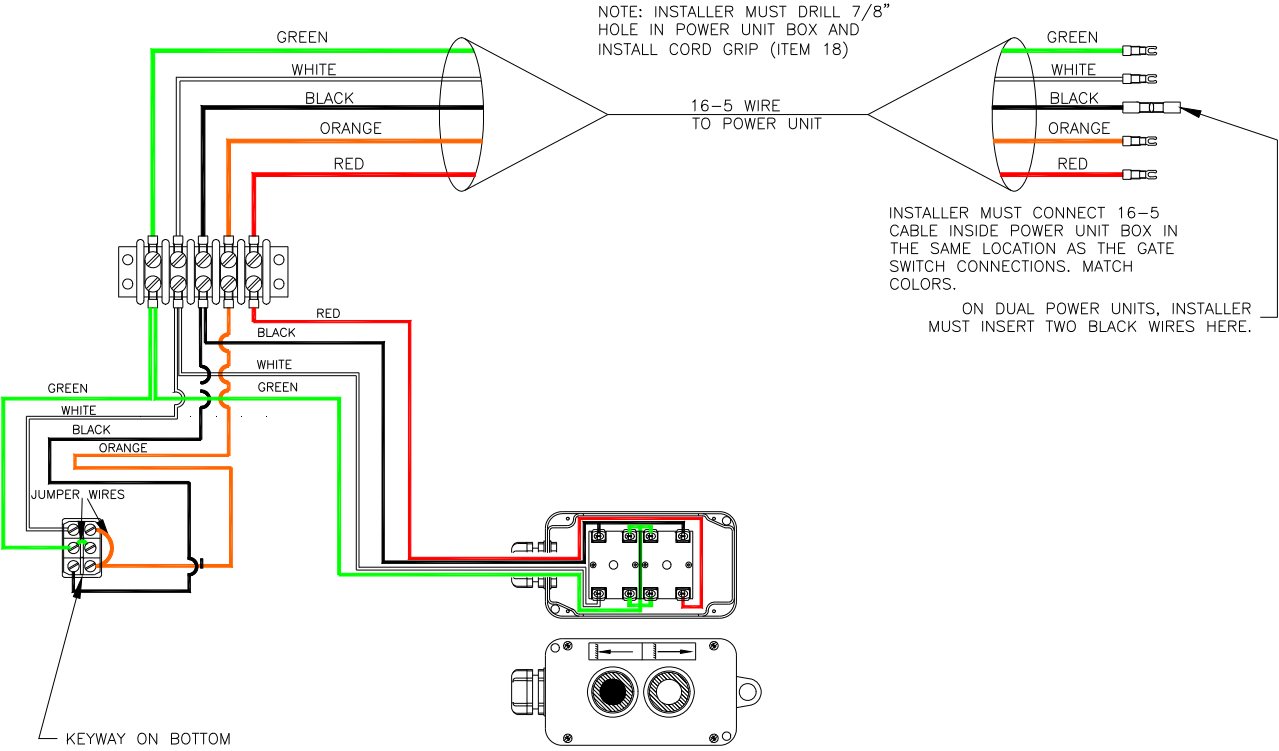 NOTE: INSTALLER MUST DRILL 7/8”
HOLE IN POWER UNIT BOX AND
INSTALL CORD GRIP (ITEM 18)
GREEN
WHITE
BLACK
ORANGE
RED
16-5 WIRE
TO POWER UNIT
GREEN
WHITE
BLACK
ORANGE
RED
INSTALLER MUST CONNECT 16-5
CABLE INSIDE POWER UNIT BOX IN
THE SAME LOCATION AS THE GATE
SWITCH CONNECTIONS. MATCH
COLORS.
ON DUAL POWER UNITS, INSTALLER
MUST INSERT TWO BLACK WIRES HERE.
RED
BLACK
WHITE
GREEN
GREEN
WHITE
BLACK
ORANGE
JUMPER WIRES
KEYWAY ON BOTTOM